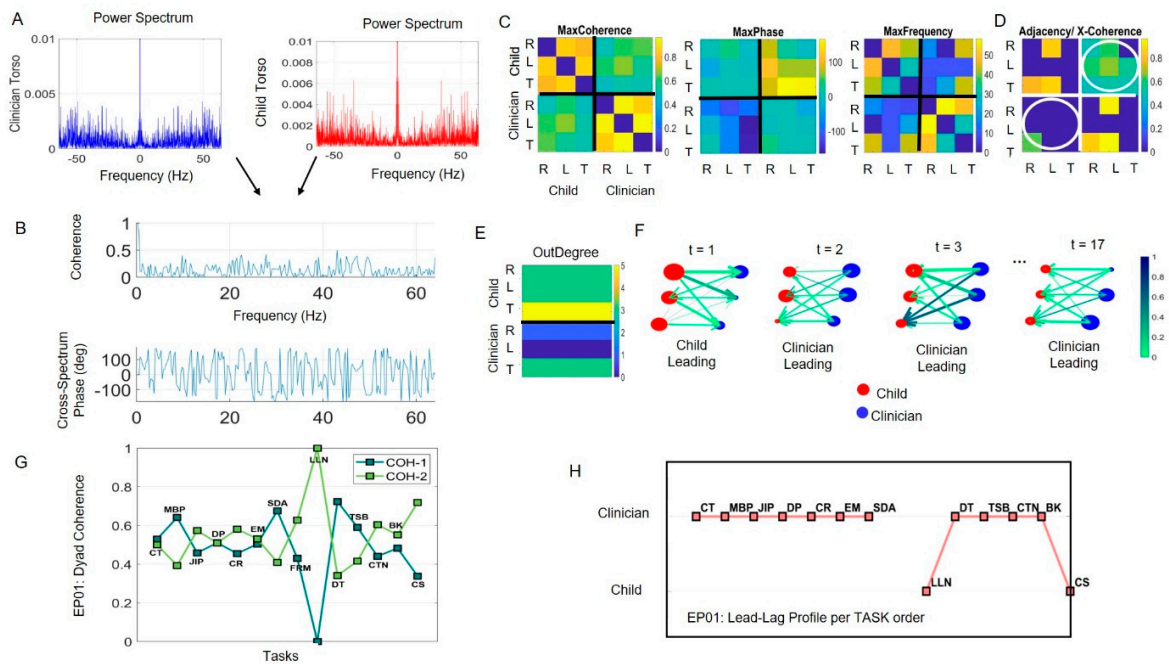 A
Power Spectrum
Power Spectrum
Clinician Torso
0.01
0.005
0
-50
0
50
Frequency (Hz)
Child Torso
0.01
0.008
0.006
0.004
0.002
0
-50
0
50
Frequency (Hz)
B
Coherence
1
0.5
0
0
20
40
60
Frequency (Hz)
Cross-Spectrum
Phase (deg)
100
0
-100
0
20
40
60
C
MaxCoherence
Child
Clinician
R
L
T
R
L
T
R L T R L T
Child Clinician
0.8
0.6
0.4
0.2
0
MaxPhase
R
L
T
R
L
T
R L T R L T
100
0
-100
MaxFrequency
R
L
T
R
L
T
R L T R L T
50
40
30
20
10
0
D
Adjacency/ X-Coherence
R
L
T
R
L
T
R L T R L T
0.8
0.6
0.4
0.2
0
E
OutDegree
Child
Clinician
R
L
T
R
L
T
5
4
3
2
1
0
F
t = 1
t = 2
t = 3
...
t = 17
Child
Leading
Clinician
Leading
Clinician
Leading
Clinician
Leading
1
0.8
0.6
0.4
0.2
0
Child
Clinician
G
EP01: Dyad Coherence
1
0.8
0.6
0.4
0.2
0
COH-1
COH-2
CT
MBP
JIP
DP
CR
EM
SDA
FRM
LLN
DT
TSB
CTN
BK
CS
Tasks
H
Clinician
Child
CT
MBP
JIP
DP
CR
EM
SDA
LLN
DT
TSB
CTN
BK
CS
EP01: Lead-Lag Profile per TASK order